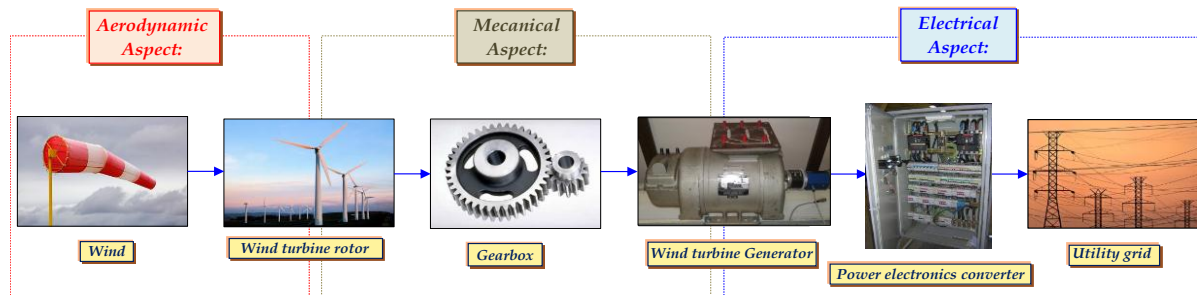 Aerodynamic
Aspect:
Mecanical
Aspect:
Electrical
Aspect:
Wind
Wind turbine rotor
Gearbox
Wind turbine Generator
Power electronics converter
Utility grid